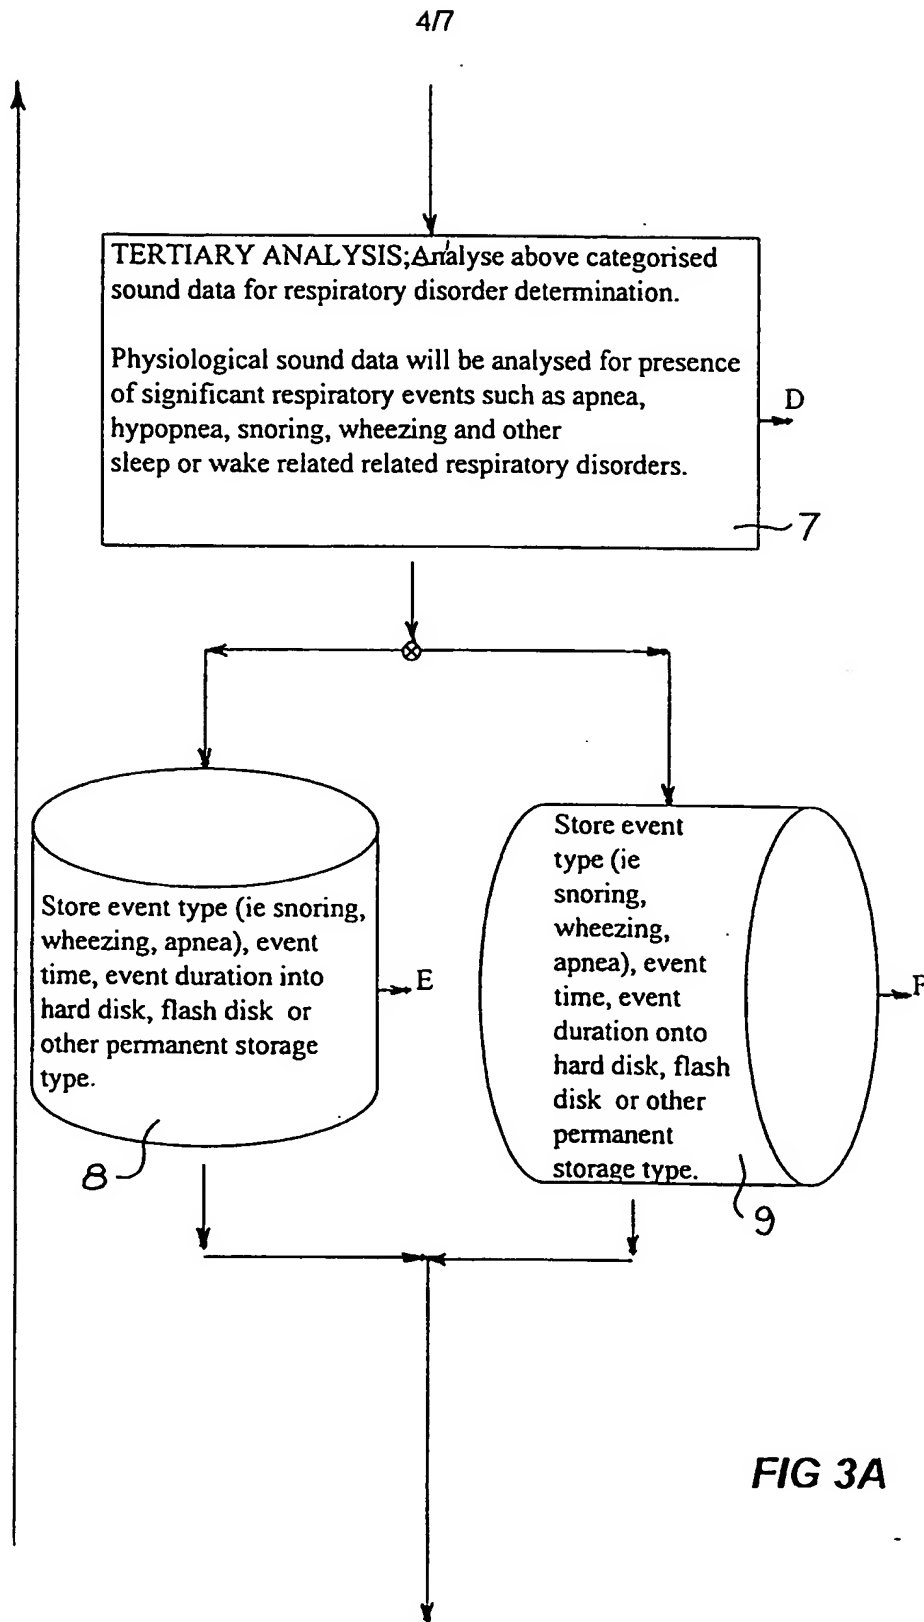 4/7
TERTIARY ANALYSIS;Analyse above categorised
sound data for respiratory disorder determination.
Physiological sound data will be analysed for presence
of significant respiratory events such as apnea,
hypopnea, snoring, wheezing and other
sleep or wake related related respiratory disorders.
D
7
Store event type (ie snoring,
wheezing, apnea), event
time, event duration into
hard disk, flash disk or
other permanent storage
type.
E
8
Store event
type (ie
snoring,
wheezing,
apnea), event
time, event
duration onto
hard disk, flash
disk or other
permanent
storage type.
F
9
FIG 3A